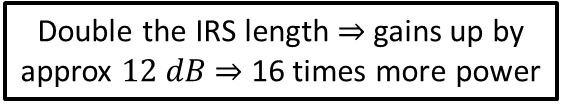 Double the IRS length ⇒ gains up by
approx 12 dB ⇒ 16 times more power